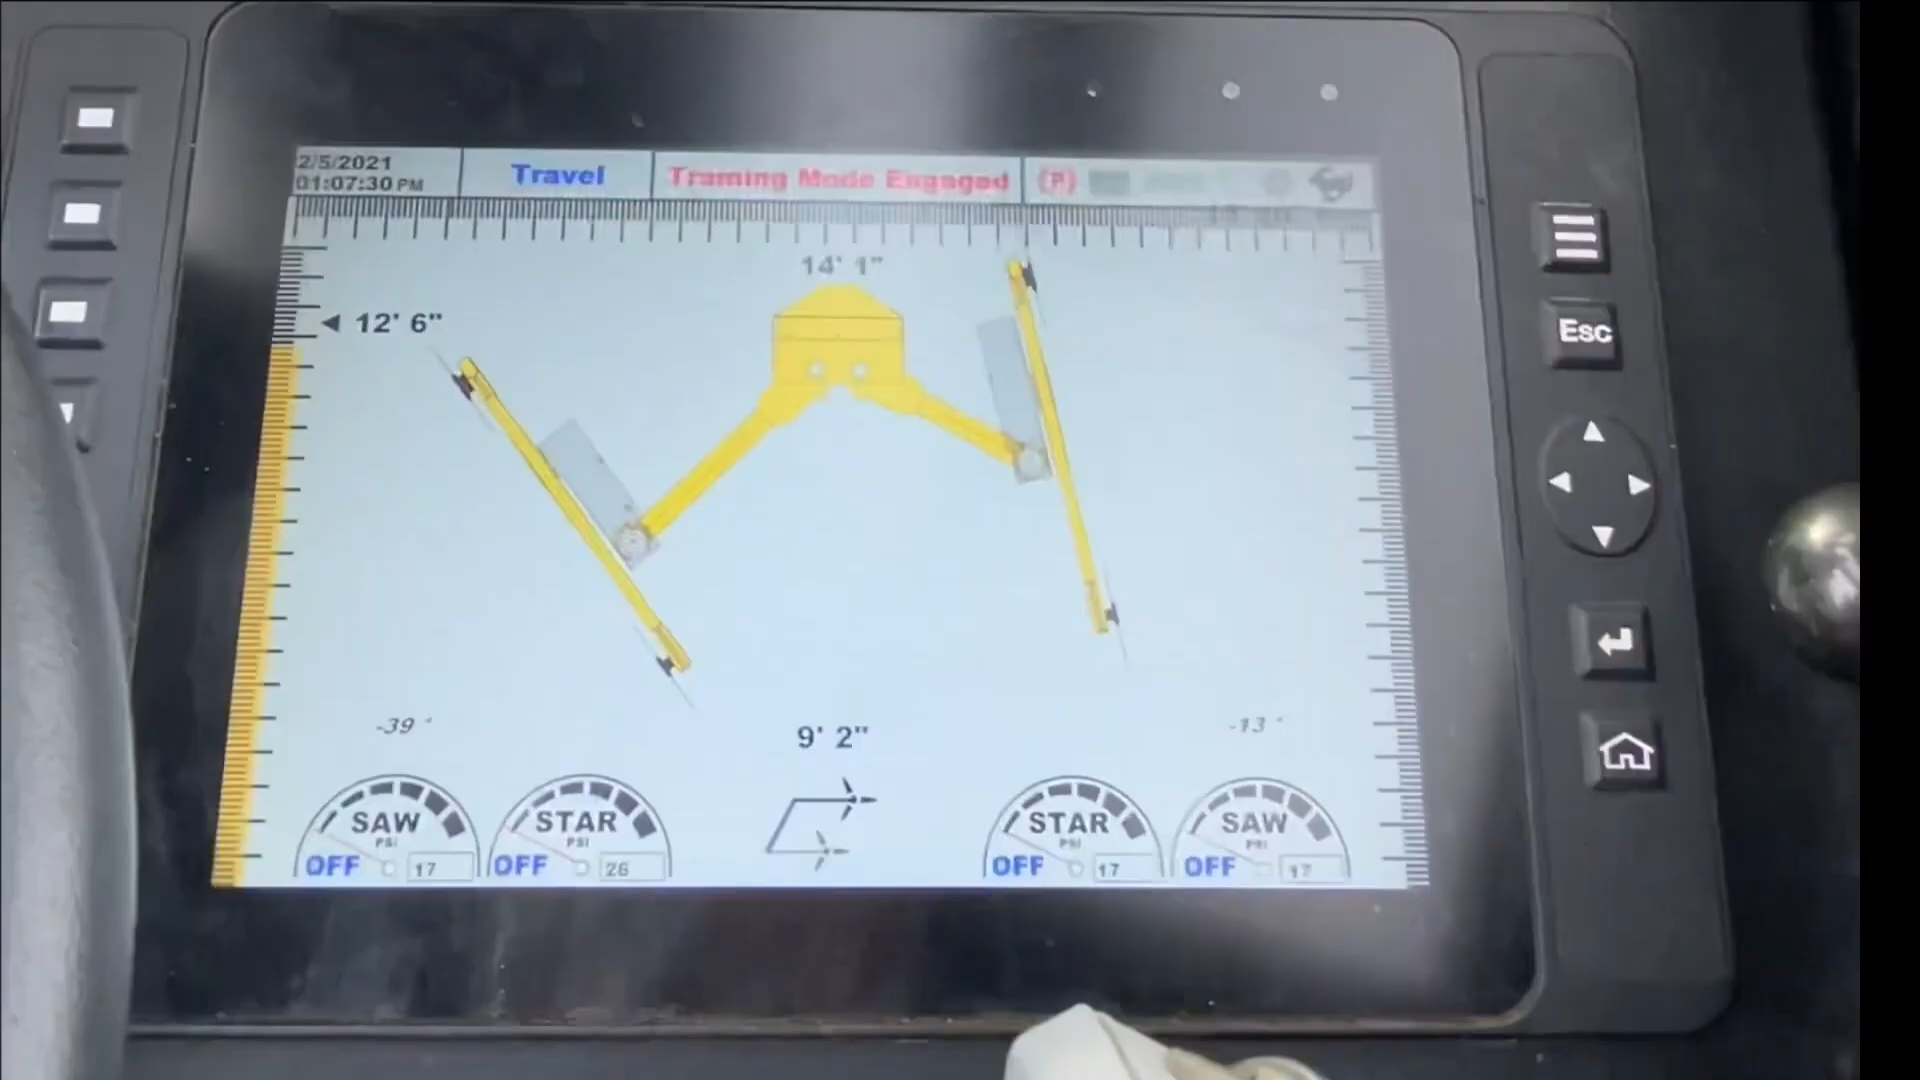 2/5/2021
01:07:30 PM
Travel
Tramming Mode Engaged
(P)
14' 1"
◄ 12' 6"
Esc
-39 °
-13 °
9' 2"
SAW
PSI
OFF
17
STAR
PSI
OFF
26
STAR
PSI
OFF
17
SAW
PSI
OFF
17